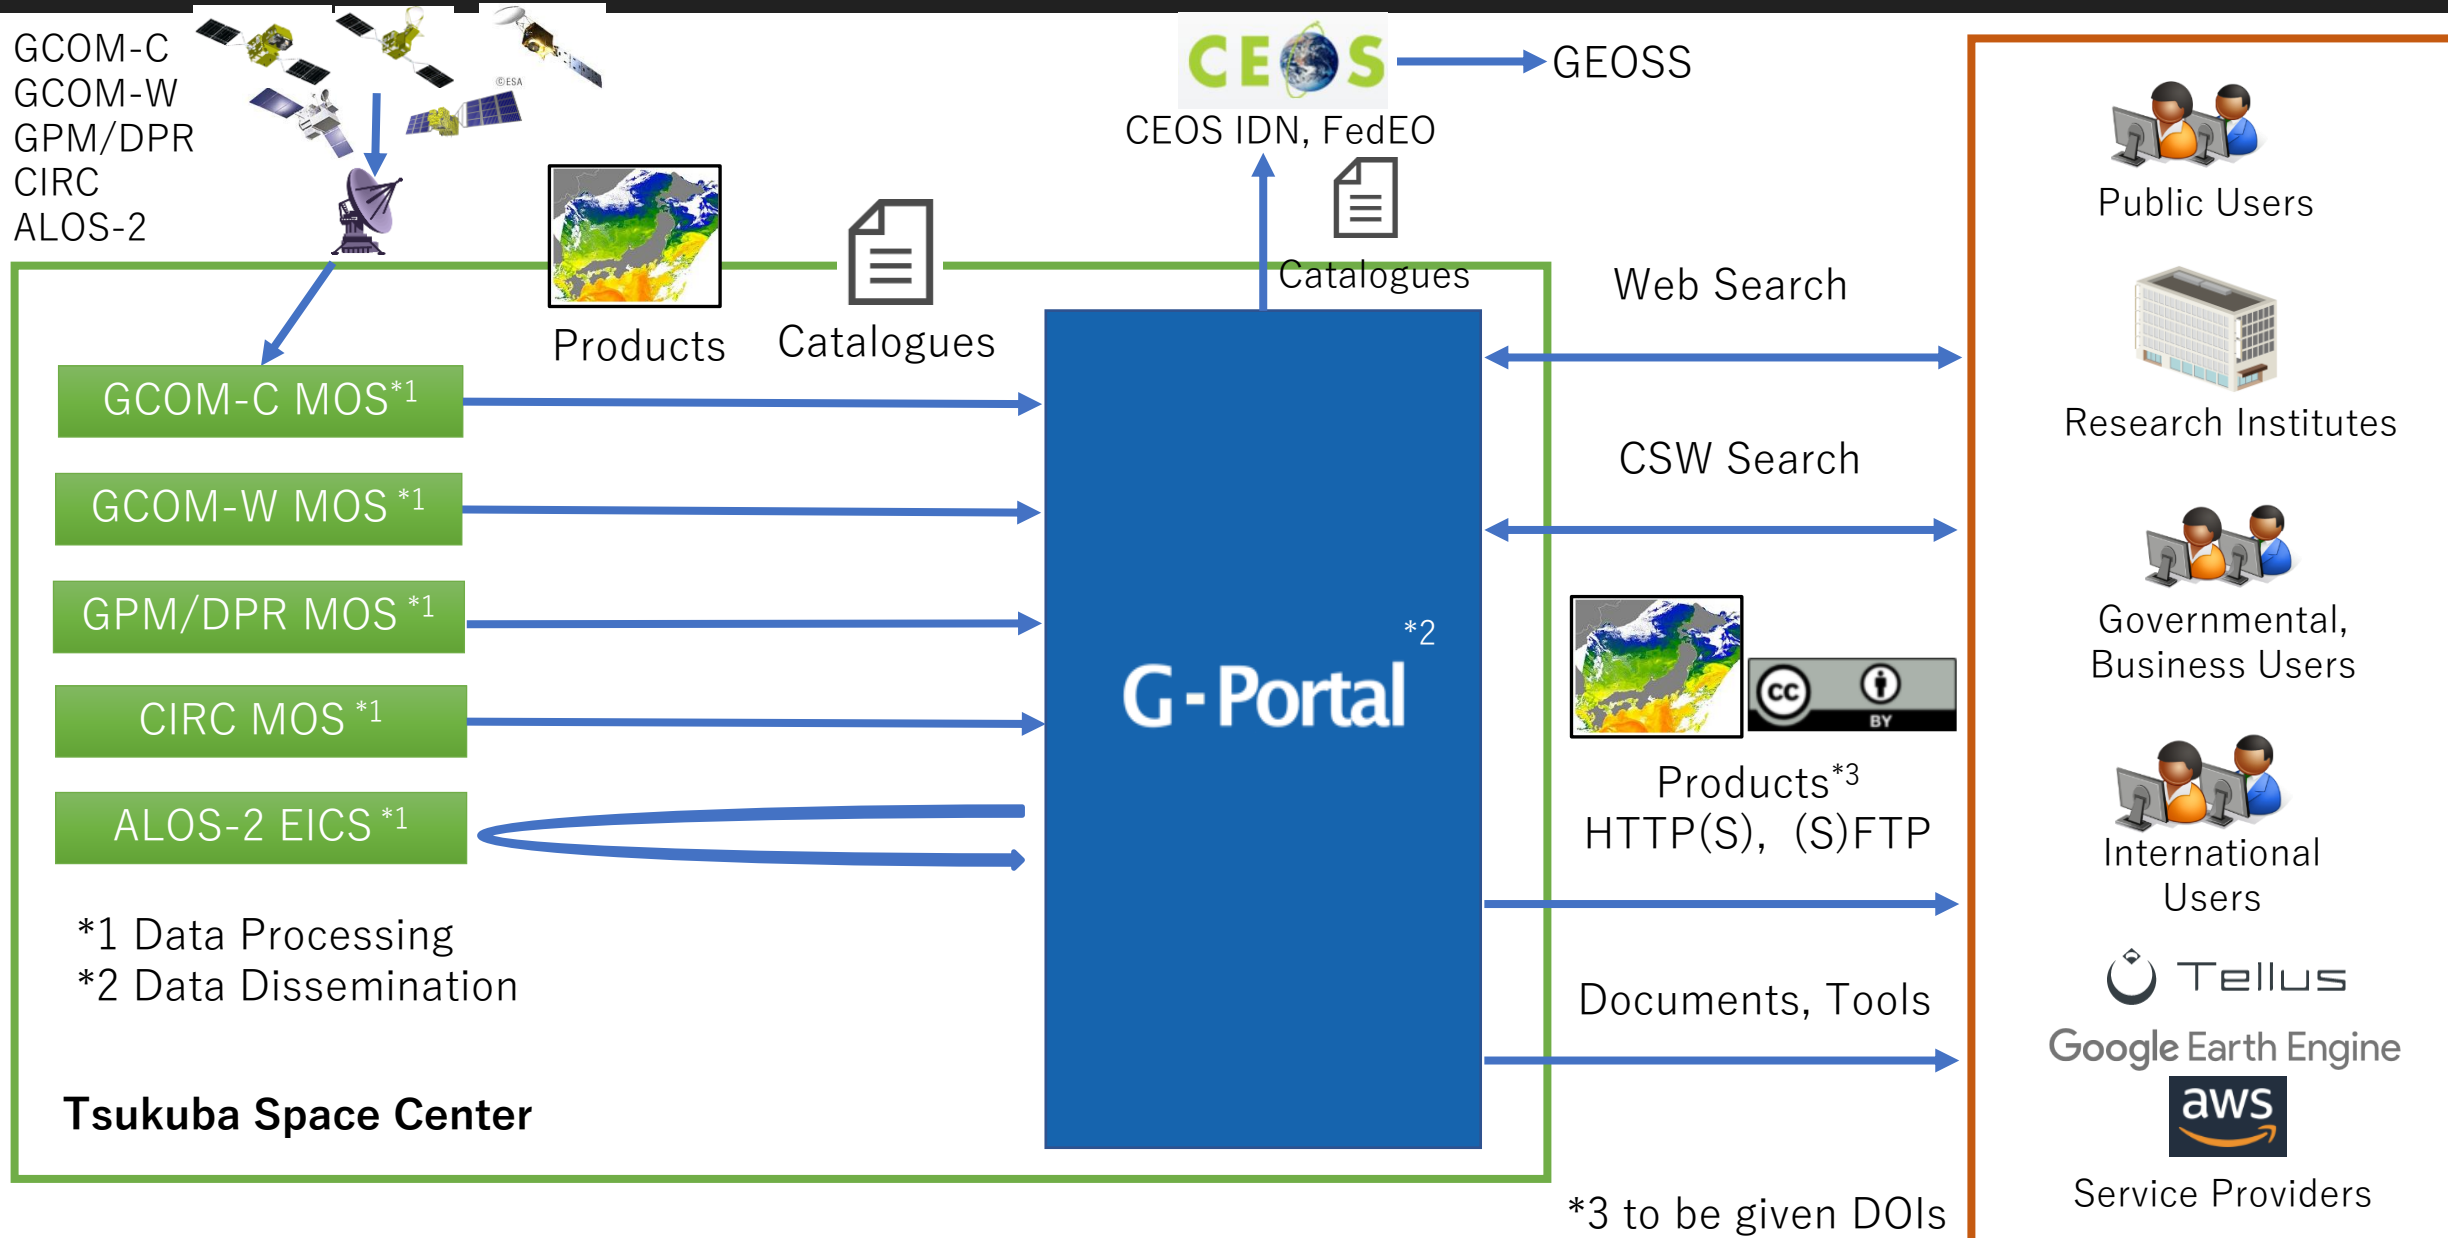 GCOM-C
GCOM-W
GPM/DPR
CIRC
ALOS-2
©ESA
CEOS
GEOSS
CEOS IDN, FedEO
Catalogues
Products
Catalogues
GCOM-C MOS*1
GCOM-W MOS *1
GPM/DPR MOS *1
CIRC MOS *1
ALOS-2 EICS *1
*1 Data Processing
*2 Data Dissemination
Tsukuba Space Center
*2
G-Portal
Web Search
CSW Search
cc
BY
Products*3
HTTP(S), (S)FTP
Documents, Tools
*3 to be given DOIs
Public Users
Research Institutes
Governmental,
Business Users
International
Users
Tellus
Google Earth Engine
aws
Service Providers